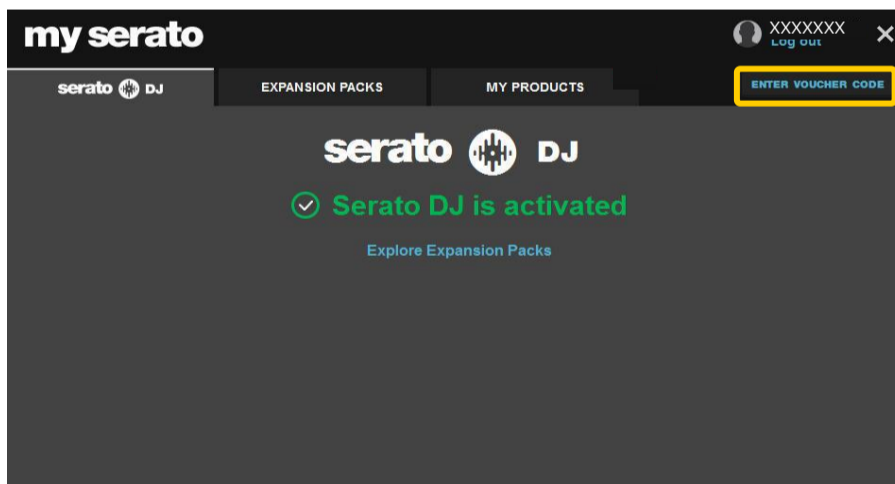 my serato
XXXXXXX
Log out
serato DJ
EXPANSION PACKS
MY PRODUCTS
ENTER VOUCHER CODE
serato DJ
Serato DJ is activated
Explore Expansion Packs